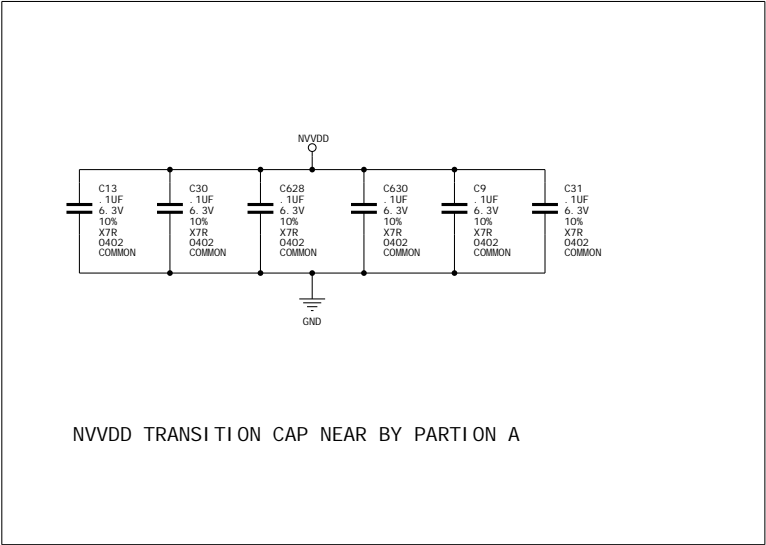 NVVDD
C13
.1UF
6.3V
10%
X7R
0402
COMMON
C30
.1UF
6.3V
10%
X7R
0402
COMMON
C628
.1UF
6.3V
10%
X7R
0402
COMMON
C630
.1UF
6.3V
10%
X7R
0402
COMMON
C9
.1UF
6.3V
10%
X7R
0402
COMMON
C31
.1UF
6.3V
10%
X7R
0402
COMMON
GND
NVVDD TRANSITION CAP NEAR BY PARTION A